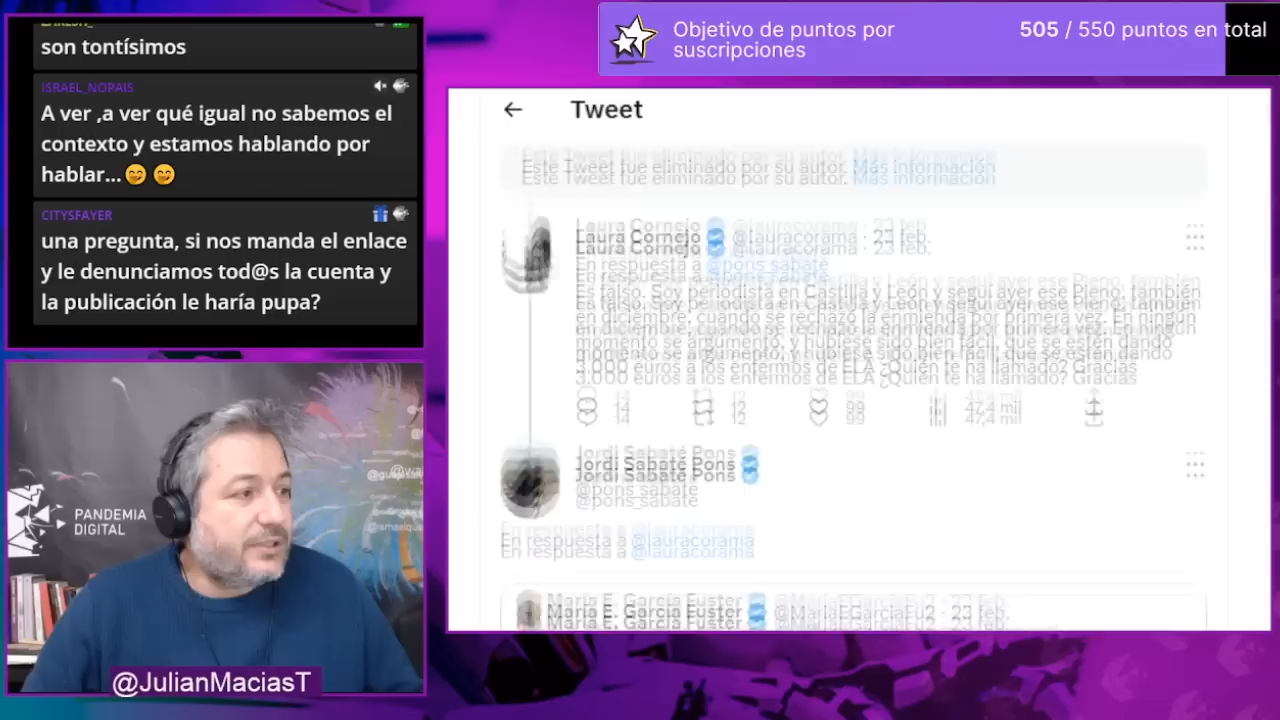 son tontísimos
ISRAEL_NOPAIS
A ver ,a ver qué igual no sabemos el
contexto y estamos hablando por
hablar...🤭 🤭
CITYSFAYER
una pregunta, si nos manda el enlace
y le denunciamos tod@s la cuenta y
la publicación le haría pupa?
Objetivo de puntos por
suscripciones
505 / 550 puntos en total
Tweet
Este Tweet fue eliminado por su autor. Más información
Laura Cornejo @lauracorama · 23 feb.
En respuesta a @pons_sabate
Es falso. Soy periodista en Castilla y León y seguí ayer ese Pleno, también
en diciembre, cuando se rechazó la enmienda por primera vez. En ningún
momento se argumentó, y hubiese sido bien fácil, que se estén dando
3.000 euros a los enfermos de ELA ¿Quién te ha llamado? Gracias
14 12 99 47,4 mil
Jordi Sabaté Pons
@pons_sabate
En respuesta a @lauracorama
María E. García Fuster @MariaEGarciaFu2 · 23 feb.
PANDEMIA
DIGITAL
@JulianMaciasT